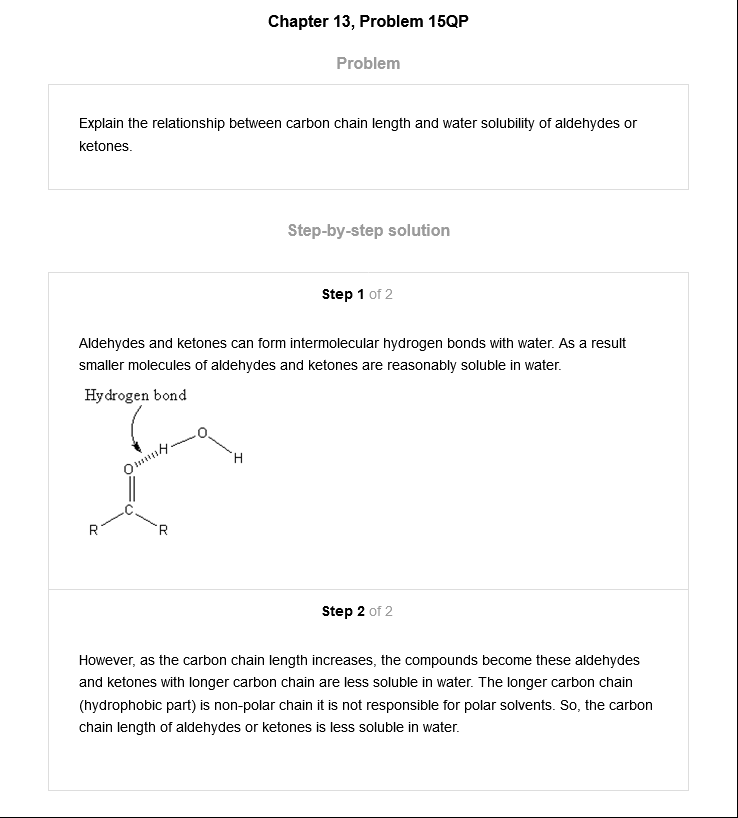 Chapter 13, Problem 15QP
Problem
Explain the relationship between carbon chain length and water solubility of aldehydes or
ketones.
Step-by-step solution
Step 1 of 2
Aldehydes and ketones can form intermolecular hydrogen bonds with water. As a result
smaller molecules of aldehydes and ketones are reasonably soluble in water.
Hydrogen bond
O
H
H
O
C
R
R
Step 2 of 2
However, as the carbon chain length increases, the compounds become these aldehydes
and ketones with longer carbon chain are less soluble in water. The longer carbon chain
(hydrophobic part) is non-polar chain it is not responsible for polar solvents. So, the carbon
chain length of aldehydes or ketones is less soluble in water.